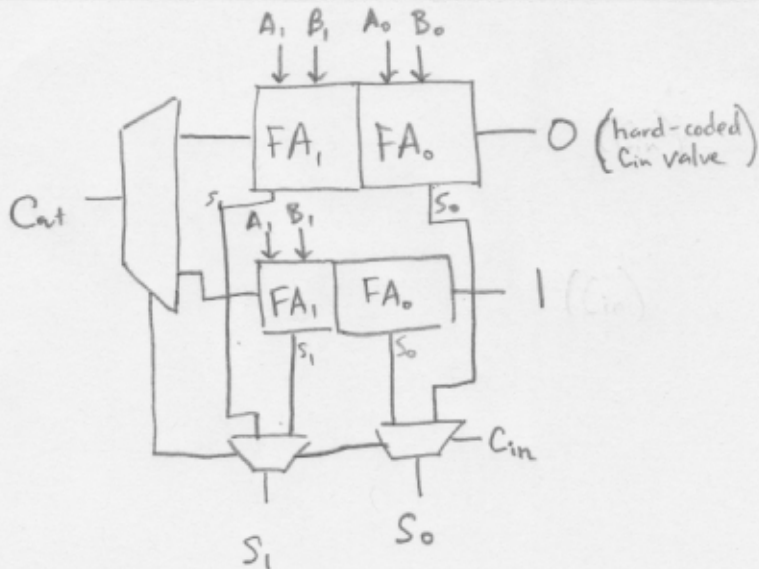 A₁ B₁ A₀ B₀
FA₁ FA₀ 0 (hard-coded
Cin value
S₁ S₀
Cout
A₁ B₁
FA₁ FA₀ 1 (Cin)
S₁ S₀
Cin
S₁ S₀